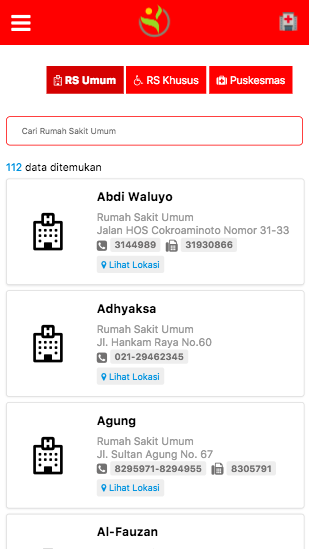 RS Umum RS Khusus Puskesmas
Cari Rumah Sakit Umum
112 data ditemukan
Abdi Waluyo
Rumah Sakit Umum
Jalan HOS Cokroaminoto Nomor 31-33
3144989 31930866
Lihat Lokasi
Adhyaksa
Rumah Sakit Umum
Jl. Hankam Raya No.60
021-29462345
Lihat Lokasi
Agung
Rumah Sakit Umum
Jl. Sultan Agung No. 67
8295971-8294955 8305791
Lihat Lokasi
Al-Fauzan